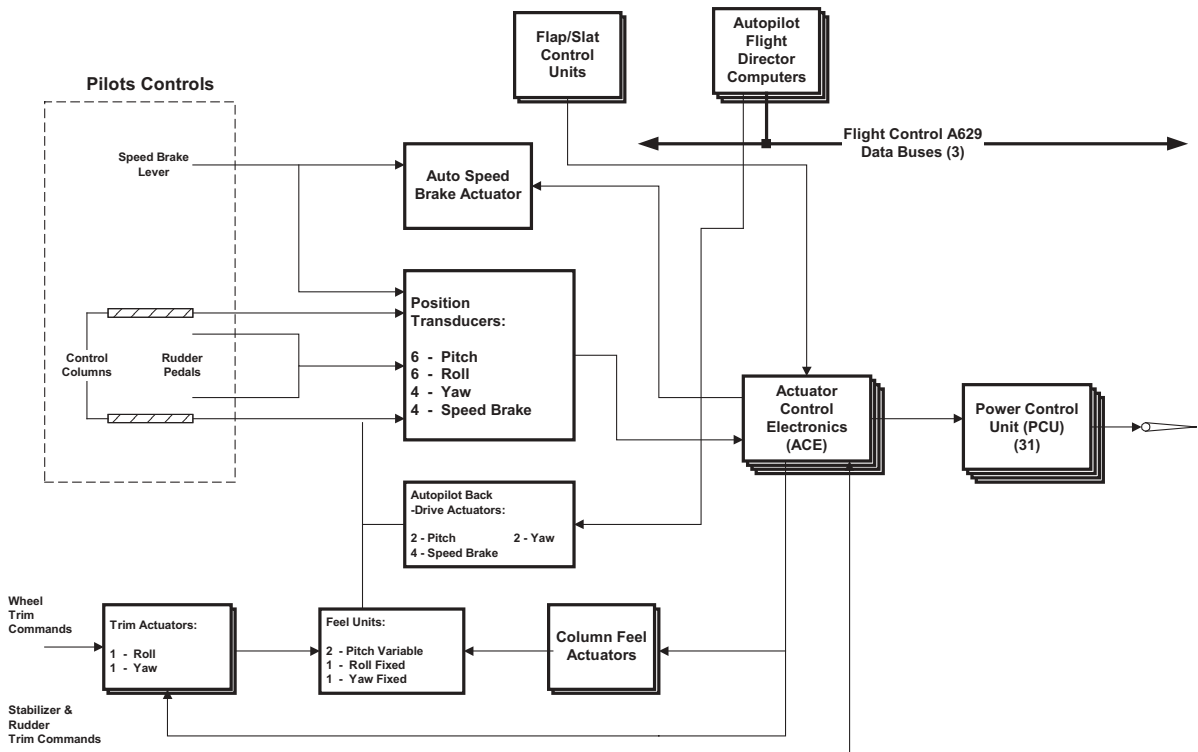 Flap/Slat
Control
Units
Autopilot
Flight
Director
Computers
Pilots Controls
Flight Control A629
Data Buses (3)
Speed Brake
Lever
Auto Speed
Brake Actuator
Position
Transducers:
6 - Pitch
6 - Roll
4 - Yaw
4 - Speed Brake
Control
Columns
Rudder
Pedals
Actuator
Control
Electronics
(ACE)
Power Control
Unit (PCU)
(31)
Autopilot Back
-Drive Actuators:
2 - Pitch 2 - Yaw
4 - Speed Brake
Wheel
Trim
Commands
Trim Actuators:
1 - Roll
1 - Yaw
Feel Units:
2 - Pitch Variable
1 - Roll Fixed
1 - Yaw Fixed
Column Feel
Actuators
Stabilizer &
Rudder
Trim Commands